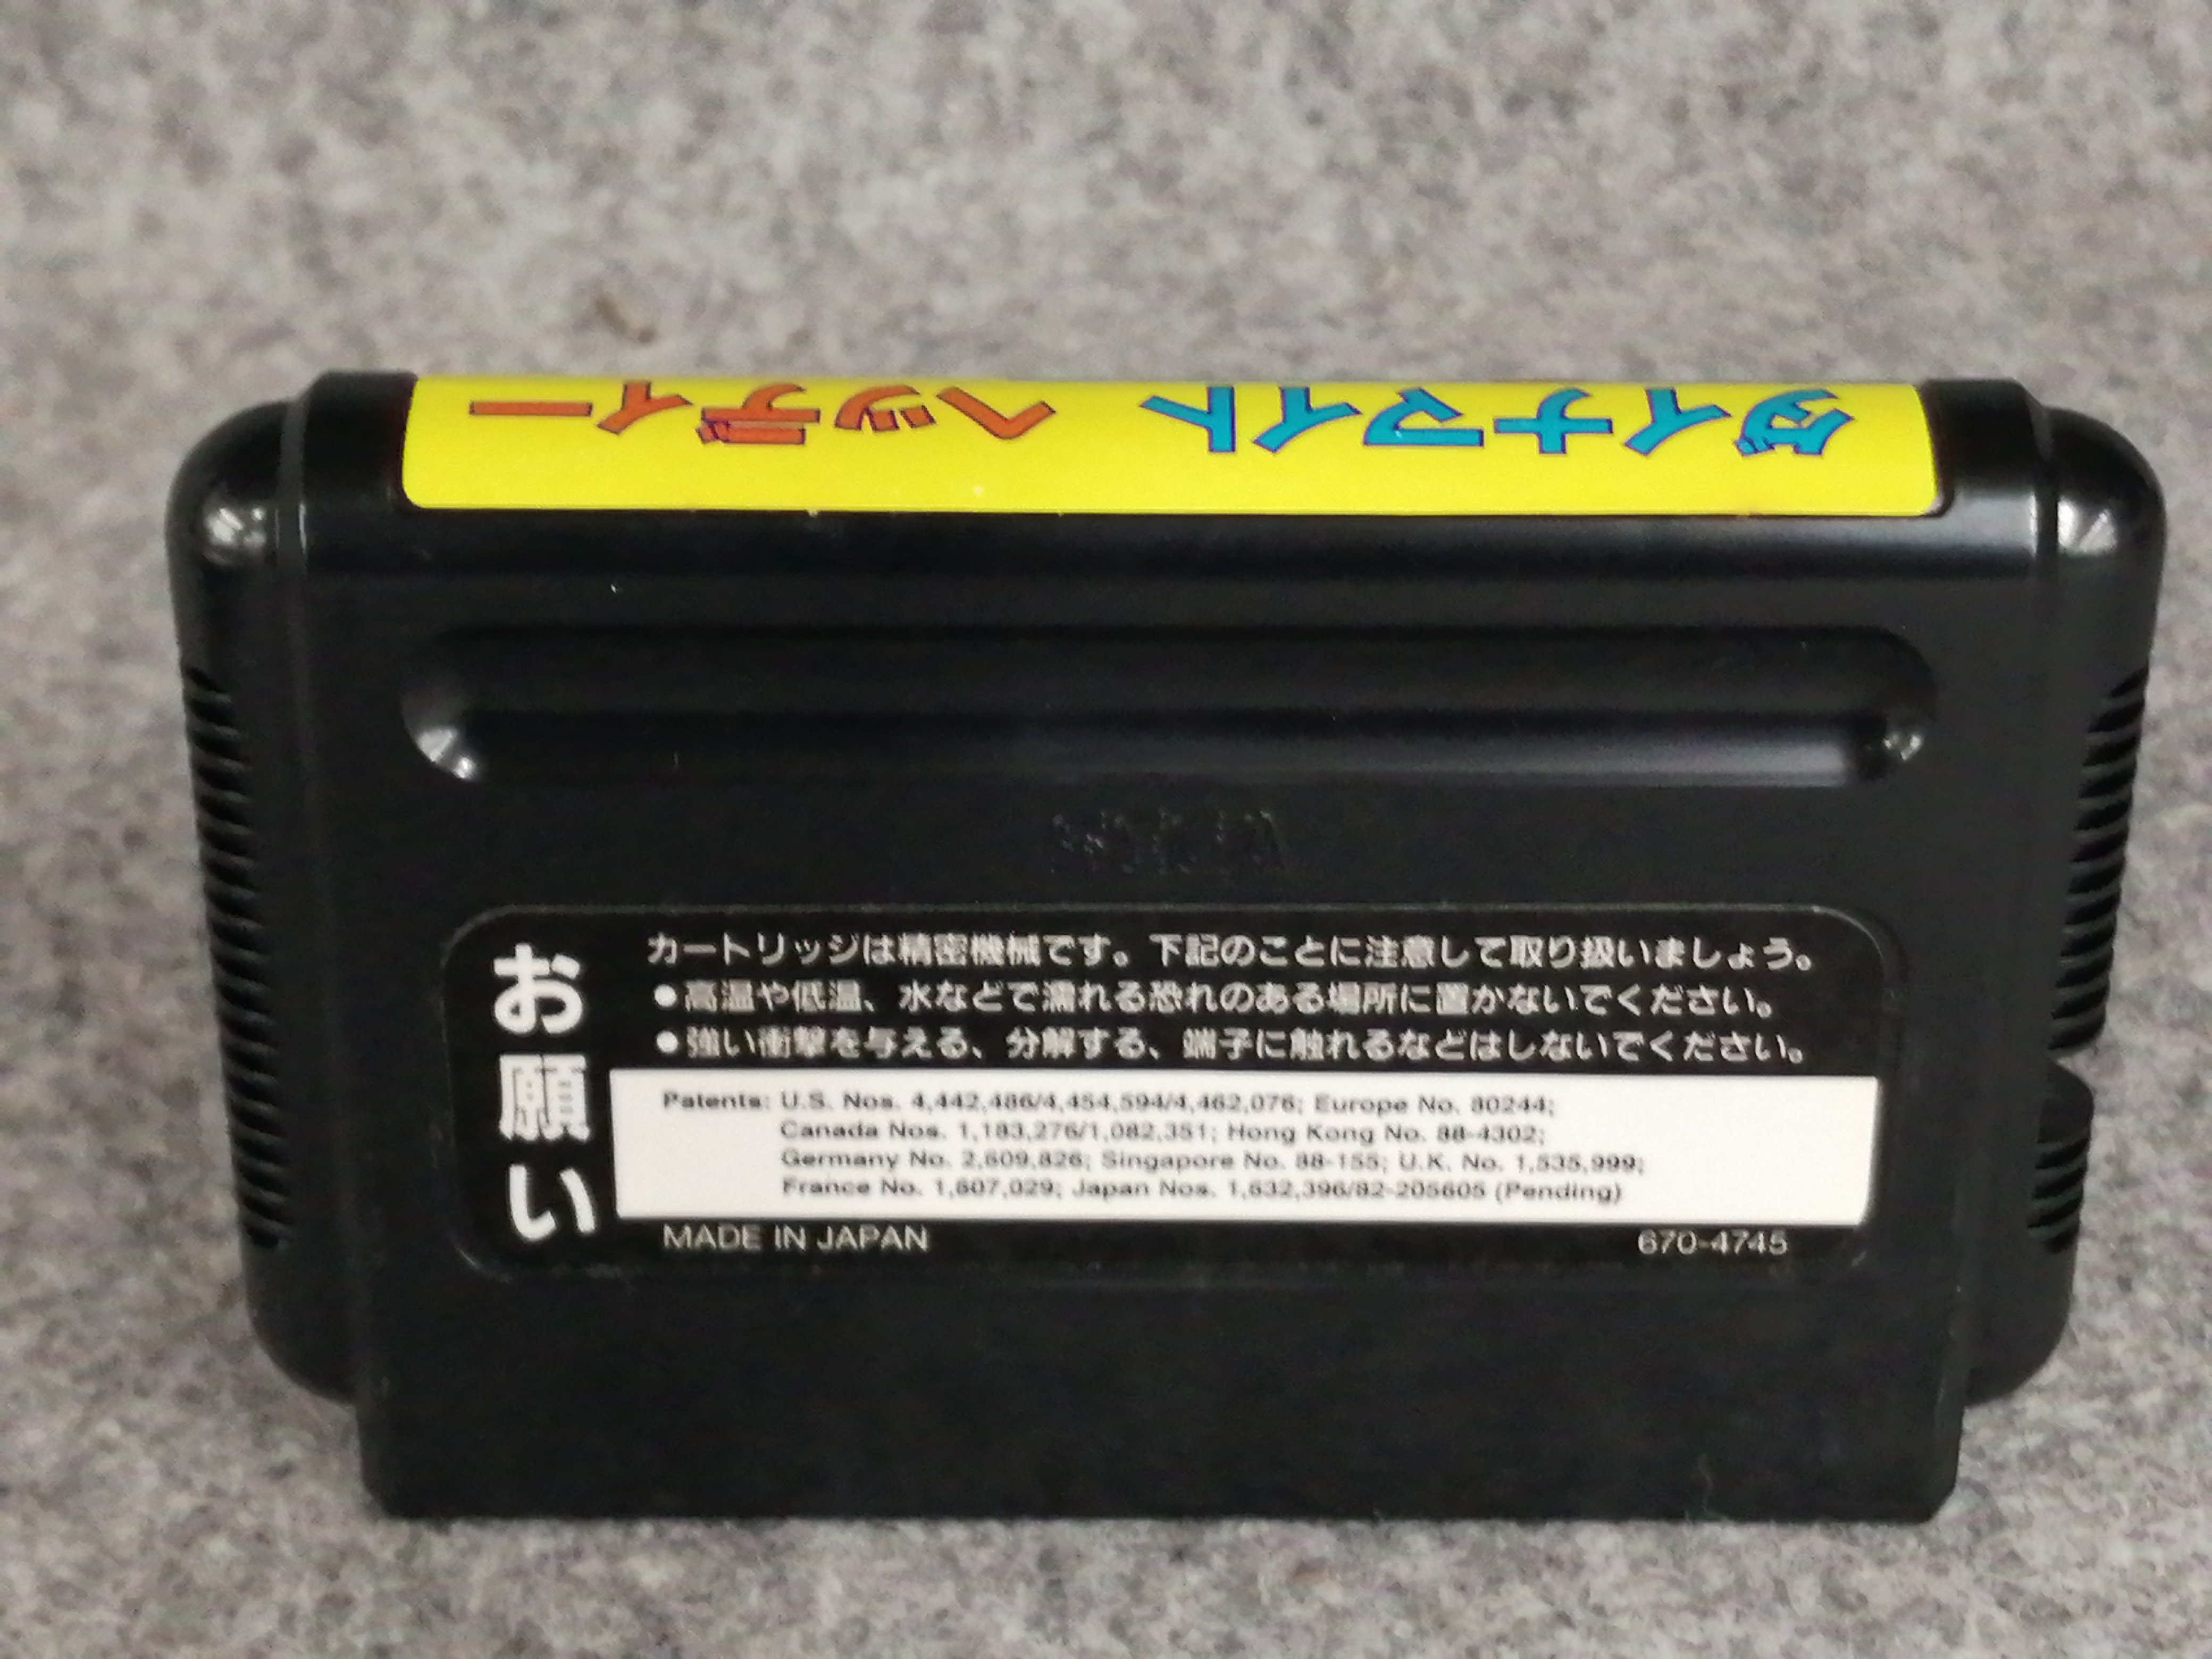 ダイナマイト ヘッディー
お願い
カートリッジは精密機械です。下記のことに注意して取り扱いましょう。
●高温や低温、水などで濡れる恐れのある場所に置かないでください。
●強い衝撃を与える、分解する、端子に触れるなどはしないでください。
Patents: U.S. Nos. 4,442,486/4,454,594/4,462,076; Europe No. 80244;
Canada Nos. 1,183,276/1,082,351; Hong Kong No. 88-4302;
Germany No. 2,609,826; Singapore No. 88-155; U.K. No. 1,535,999;
France No. 1,607,029; Japan Nos. 1,632,396/82-205605 (Pending)
MADE IN JAPAN
670-4745